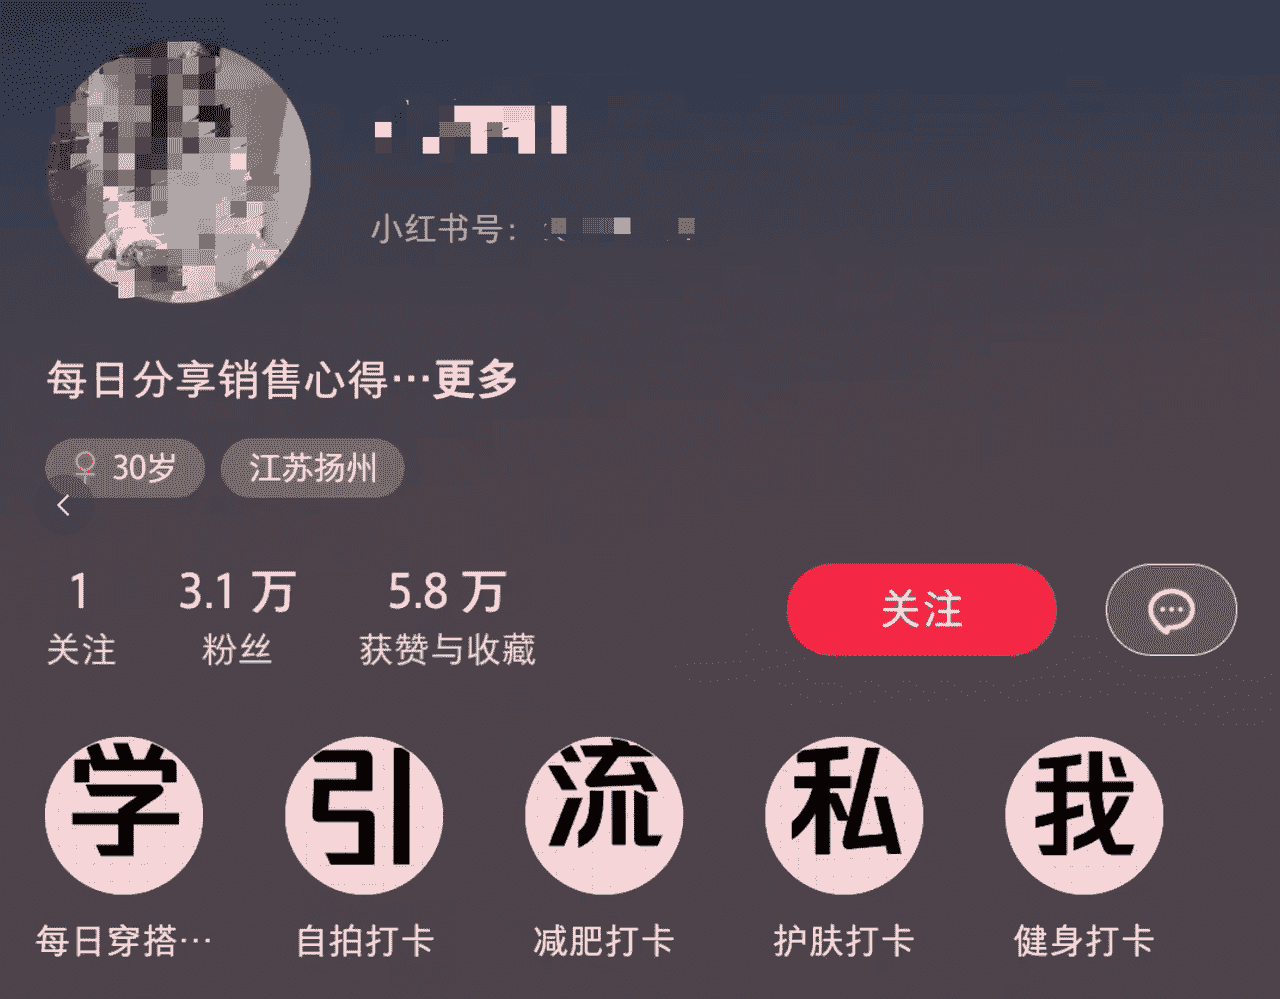 小红书号：
每日分享销售心得…更多
♀ 30岁 江苏扬州
1 3.1万 5.8万
关注 粉丝 获赞与收藏
关注
学 引 流 私 我
每日穿搭… 自拍打卡 减肥打卡 护肤打卡 健身打卡